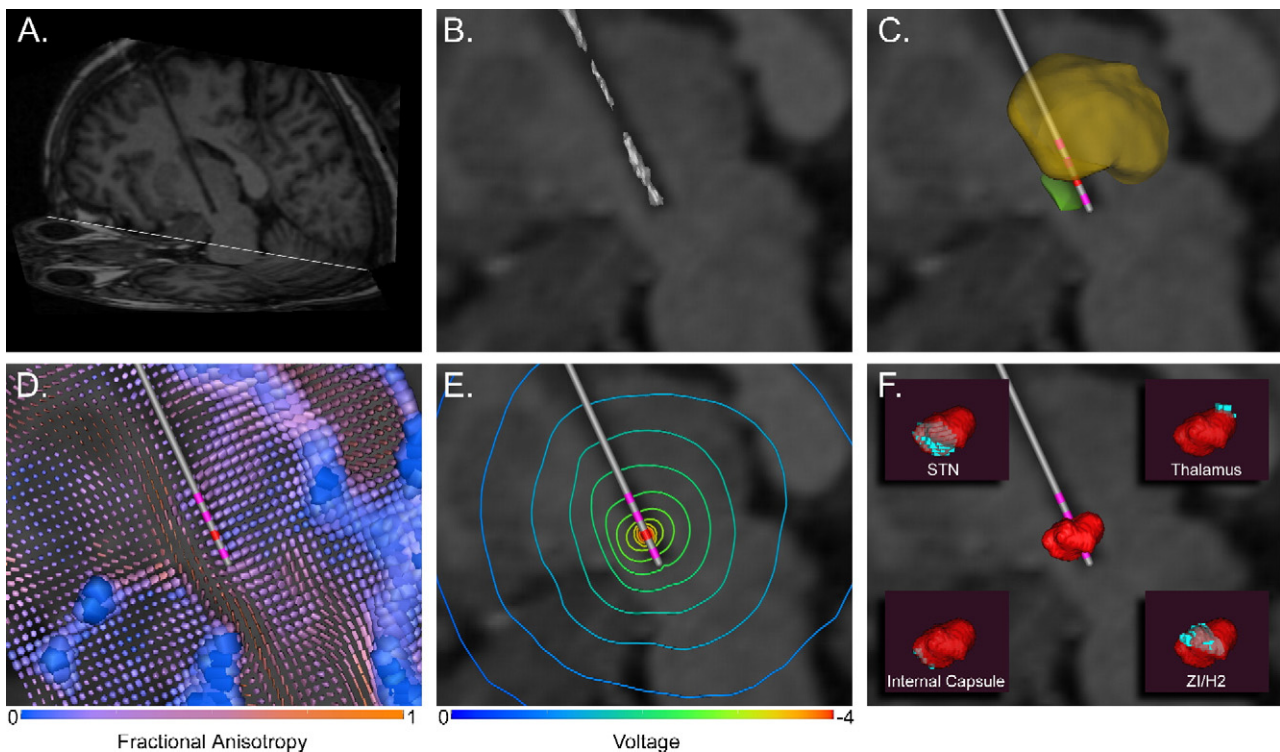 A.
B.
C.
D.
E.
F.
STN
Thalamus
Internal Capsule
ZI/H2
0
1
Fractional Anisotropy
0
-4
Voltage